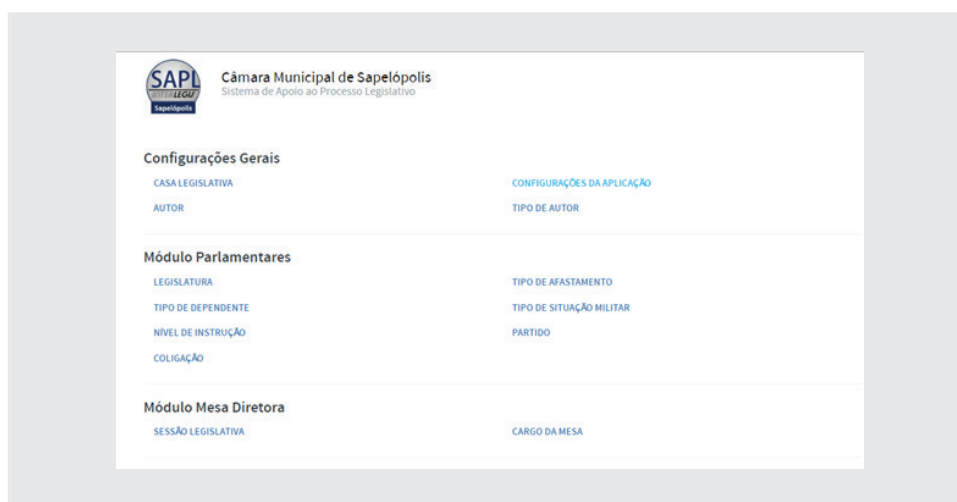 SAPL
INTERLEGIS
Sapelópolis
Câmara Municipal de Sapelópolis
Sistema de Apoio ao Processo Legislativo
Configurações Gerais
CASA LEGISLATIVA CONFIGURAÇÕES DA APLICAÇÃO
AUTOR TIPO DE AUTOR
Módulo Parlamentares
LEGISLATURA TIPO DE AFASTAMENTO
TIPO DE DEPENDENTE TIPO DE SITUAÇÃO MILITAR
NÍVEL DE INSTRUÇÃO PARTIDO
COLIGAÇÃO
Módulo Mesa Diretora
SESSÃO LEGISLATIVA CARGO DA MESA